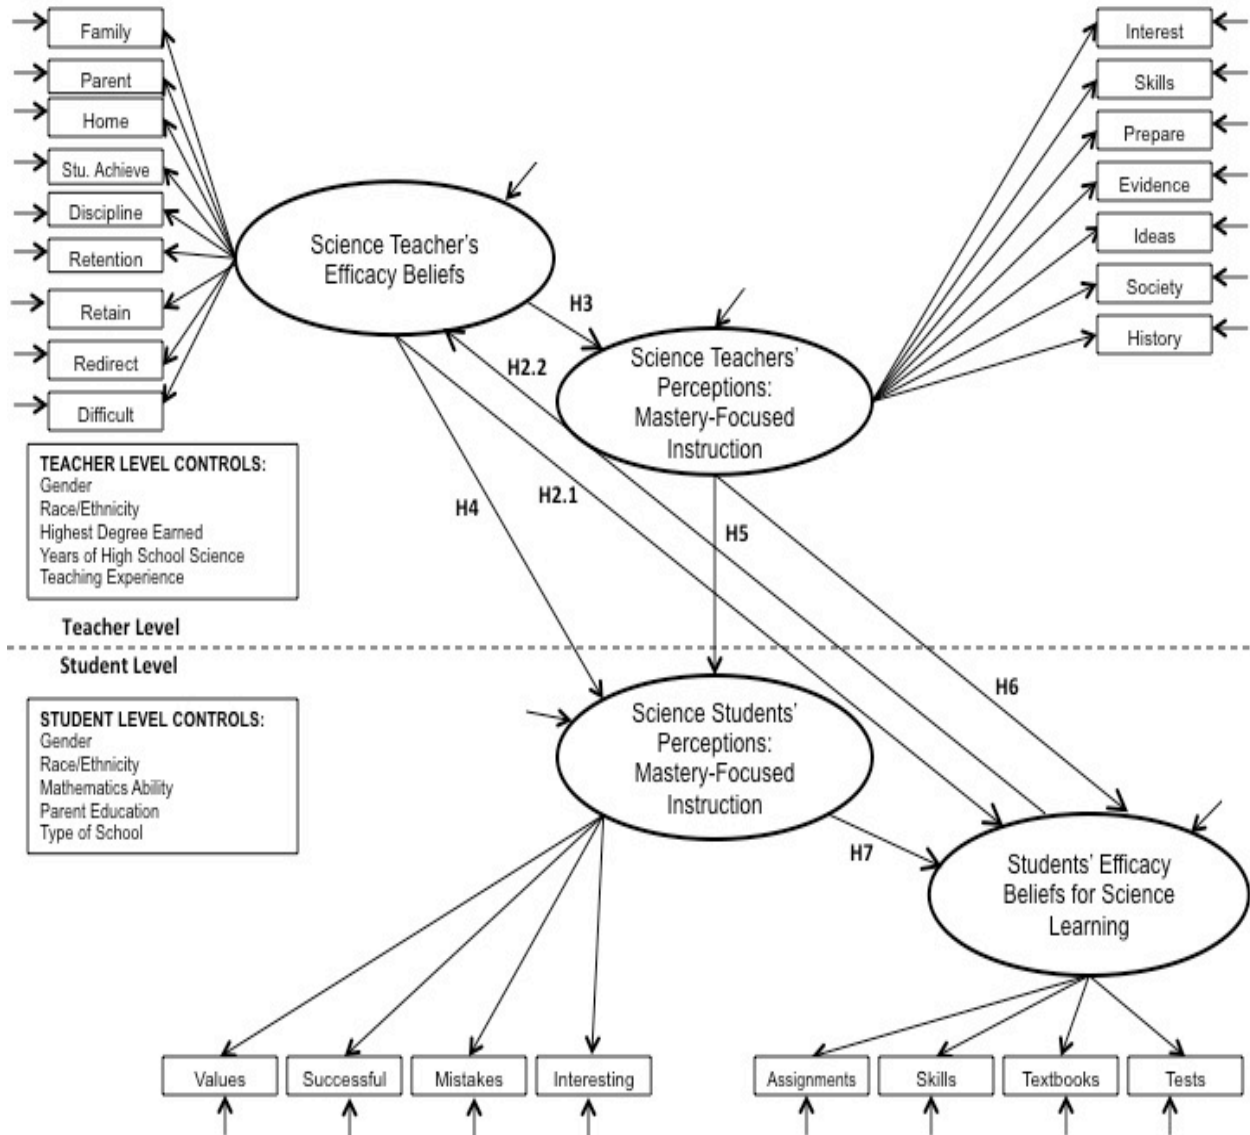 Family
Parent
Home
Stu. Achieve
Discipline
Retention
Retain
Redirect
Difficult
Interest
Skills
Prepare
Evidence
Ideas
Society
History
Science Teacher's
Efficacy Beliefs
H3
Science Teachers'
Perceptions:
Mastery-Focused
Instruction
H2.2
H2.1
H4
H5
H6
TEACHER LEVEL CONTROLS:
Gender
Race/Ethnicity
Highest Degree Earned
Years of High School Science
Teaching Experience
Teacher Level
Student Level
STUDENT LEVEL CONTROLS:
Gender
Race/Ethnicity
Mathematics Ability
Parent Education
Type of School
Science Students'
Perceptions:
Mastery-Focused
Instruction
H7
Students' Efficacy
Beliefs for Science
Learning
Values
Successful
Mistakes
Interesting
Assignments
Skills
Textbooks
Tests